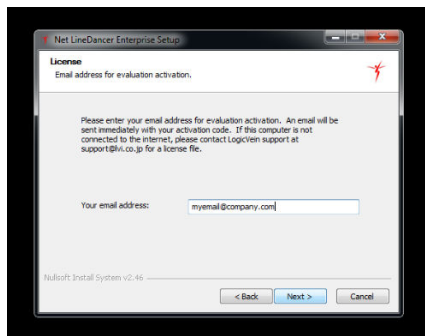 Net LineDancer Enterprise Setup
License
Email address for evaluation activation.
Please enter your email address for evaluation activation. An email will be
sent immediately with your activation code. If this computer is not
connected to the internet, please contact LogicVein support at
support@lvi.co.jp for a license file.
Your email address:
myemail@company.com
Nullsoft Install System v2.46
< Back
Next >
Cancel